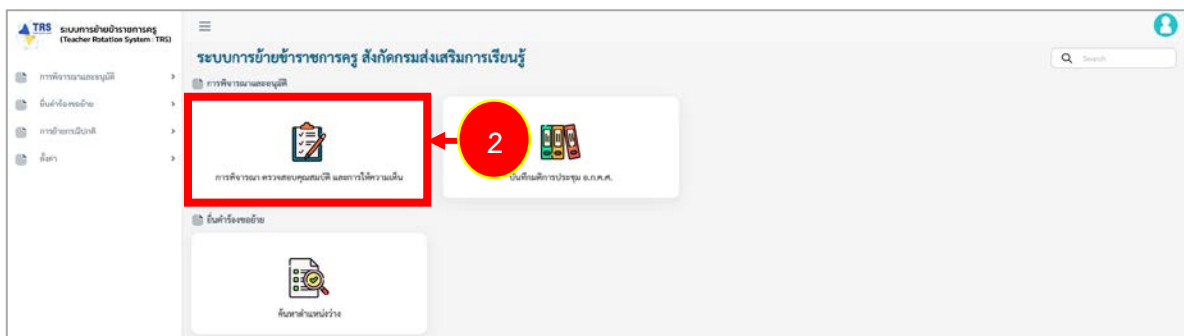 TRS ระบบการย้ายข้าราชการครู
(Teacher Rotation System : TRS)
ระบบการย้ายข้าราชการครู สังกัดกรมส่งเสริมการเรียนรู้
Search
การพิจารณาและอนุมัติ
ยื่นคำร้องขอย้าย
การย้ายกรณีปกติ
ตั้งค่า
การพิจารณาและอนุมัติ
2
การพิจารณา ตรวจสอบคุณสมบัติ และการให้ความเห็น
บันทึกมติการประชุม อ.ก.ค.ศ.
ยื่นคำร้องขอย้าย
ค้นหาตำแหน่งว่าง